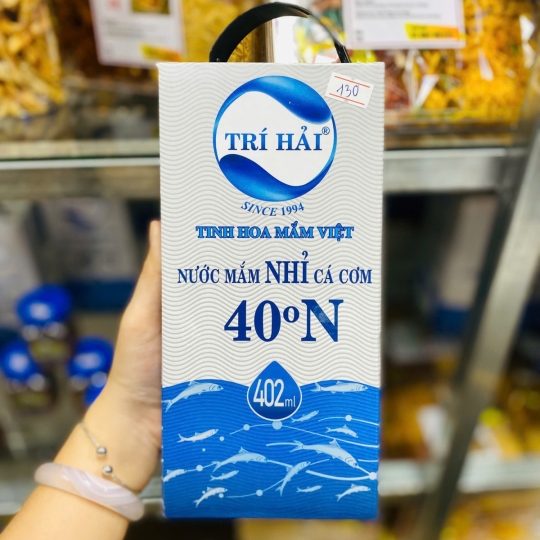 130
TRÍ HẢI®
SINCE 1994
TINH HOA MẮM VIỆT
NƯỚC MẮM NHỈ CÁ CƠM
40ºN
402ml